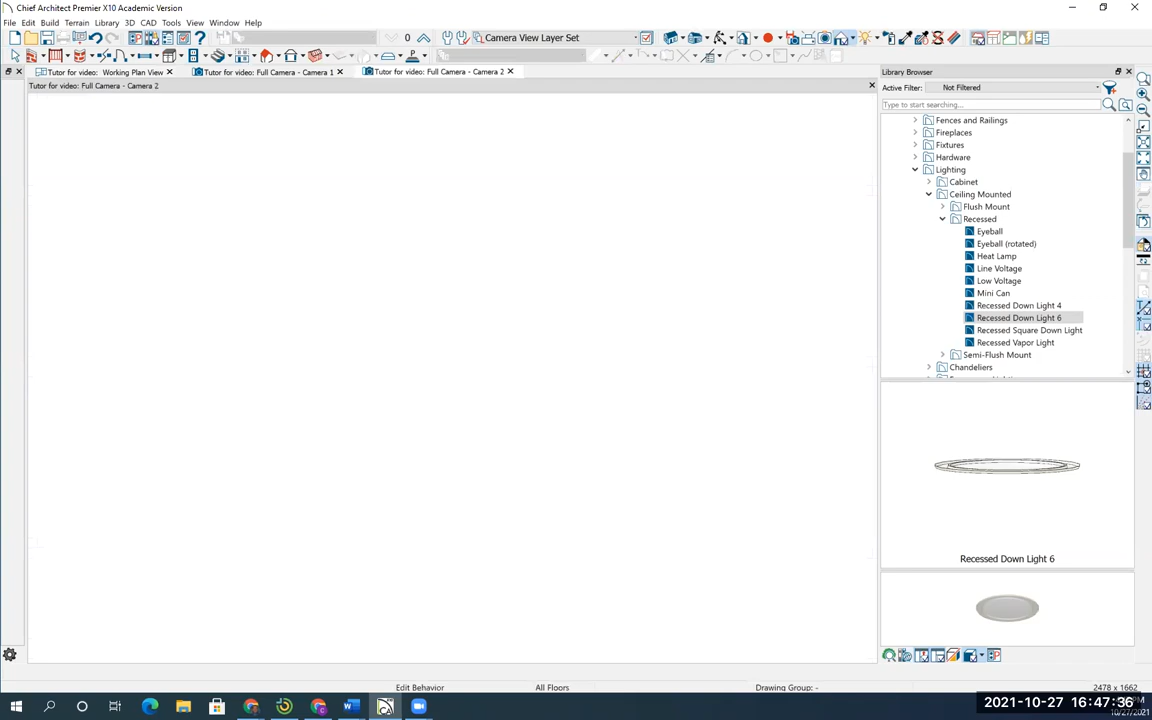 Chief Architect Premier X10 Academic Version
File Edit Build Terrain Library 3D CAD Tools View Window Help
0 Camera View Layer Set
Tutor for video: Working Plan View
Tutor for video: Full Camera - Camera 1
Tutor for video: Full Camera - Camera 2
Tutor for video: Full Camera - Camera 2
Library Browser
Active Filter: Not Filtered
Type to start searching...
Fences and Railings
Fireplaces
Fixtures
Hardware
Lighting
Cabinet
Ceiling Mounted
Flush Mount
Recessed
Eyeball
Eyeball (rotated)
Heat Lamp
Line Voltage
Low Voltage
Mini Can
Recessed Down Light 4
Recessed Down Light 6
Recessed Square Down Light
Recessed Vapor Light
Semi-Flush Mount
Chandeliers
Recessed Down Light 6
Edit Behavior All Floors Drawing Group: - 2478 x 1662
2021-10-27 16:47:36
10/27/2021